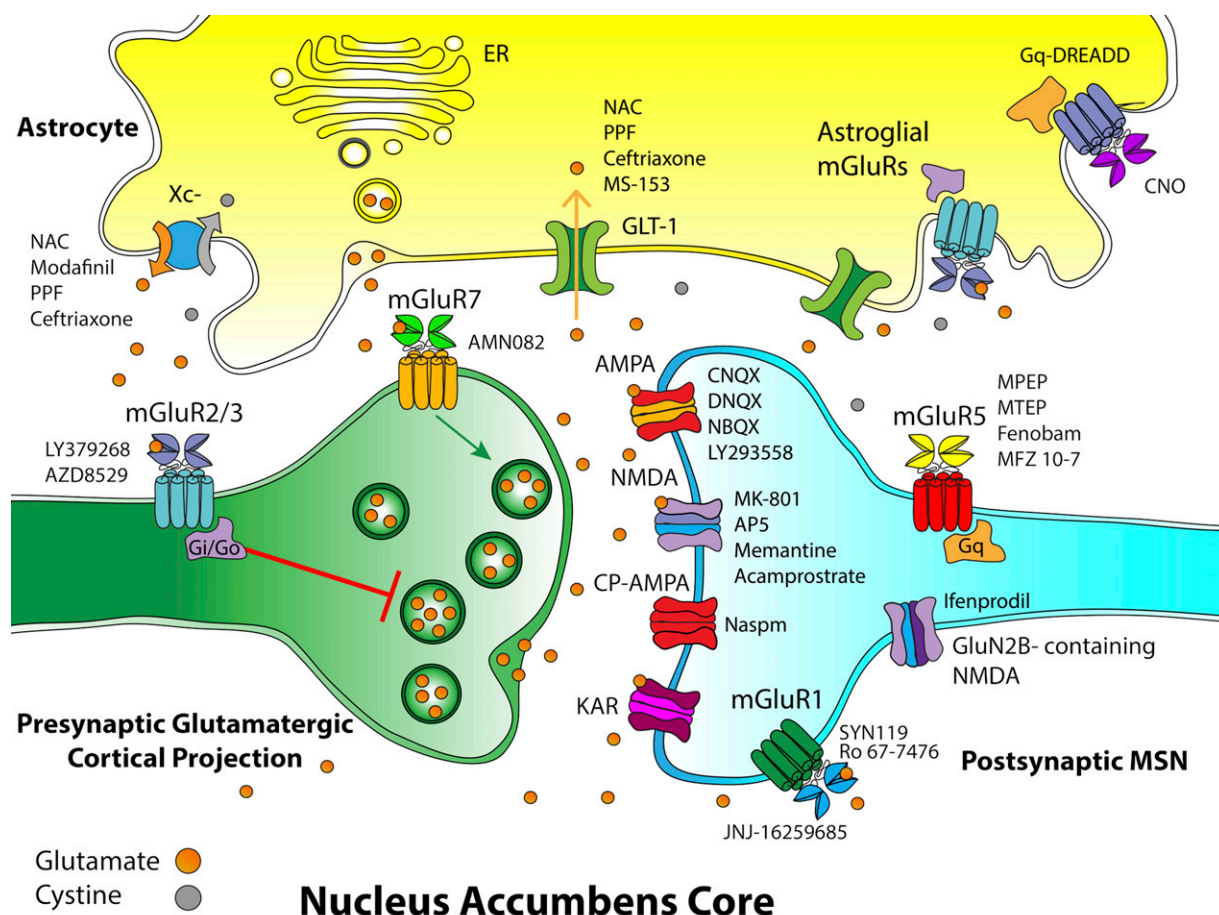 ER
Gq-DREADD
Astrocyte
NAC
PPF
Ceftriaxone
MS-153
Astroglial
mGluRs
CNO
Xc-
GLT-1
NAC
Modafinil
PPF
Ceftriaxone
mGluR7
AMN082
AMPA
CNQX
DNQX
NBQX
LY293558
MPEP
MTEP
Fenobam
MFZ 10-7
mGluR5
mGluR2/3
LY379268
AZD8529
NMDA
MK-801
AP5
Memantine
Acamprostrate
Gi/Go
Gq
CP-AMPA
Naspm
Ifenprodil
GluN2B- containing
NMDA
KAR
mGluR1
SYN119
Ro 67-7476
JNJ-16259685
Presynaptic Glutamatergic
Cortical Projection
Postsynaptic MSN
Glutamate
Cystine
Nucleus Accumbens Core